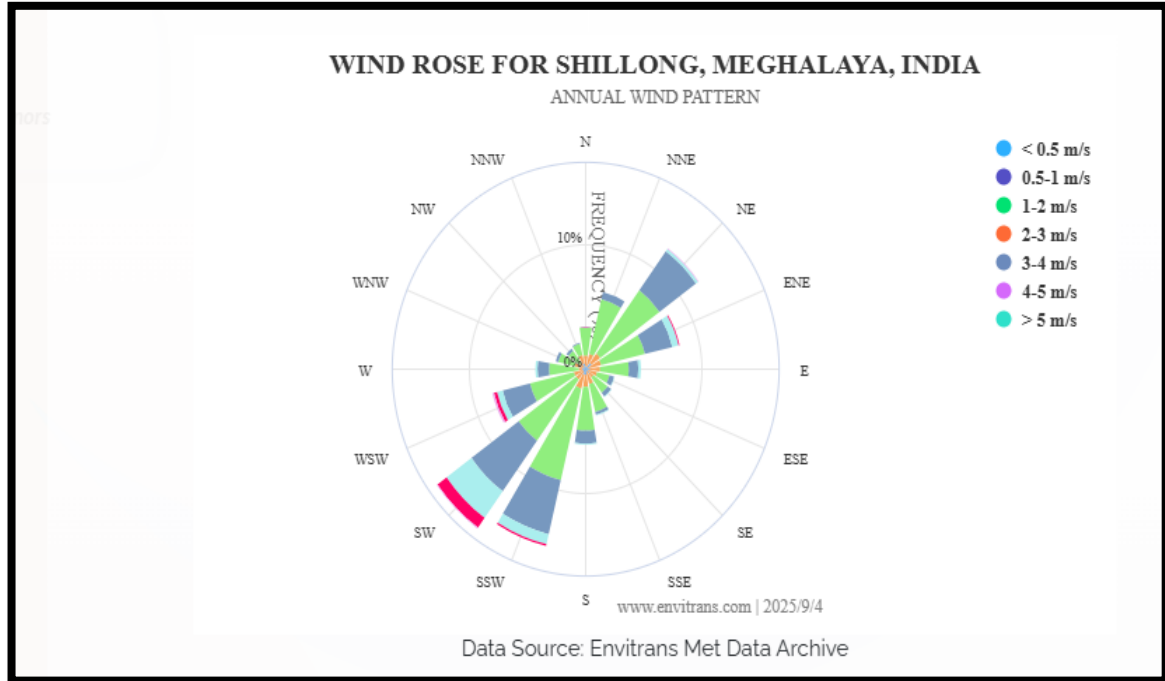 nors
WIND ROSE FOR SHILLONG, MEGHALAYA, INDIA
ANNUAL WIND PATTERN
N
NNE
NE
ENE
E
ESE
SE
SSE
S
SSW
SW
WSW
W
WNW
NW
NNW
10%
0%
FREQUENCY
< 0.5 m/s
0.5-1 m/s
1-2 m/s
2-3 m/s
3-4 m/s
4-5 m/s
> 5 m/s
www.envitrans.com | 2025/9/4
Data Source: Envitrans Met Data Archive